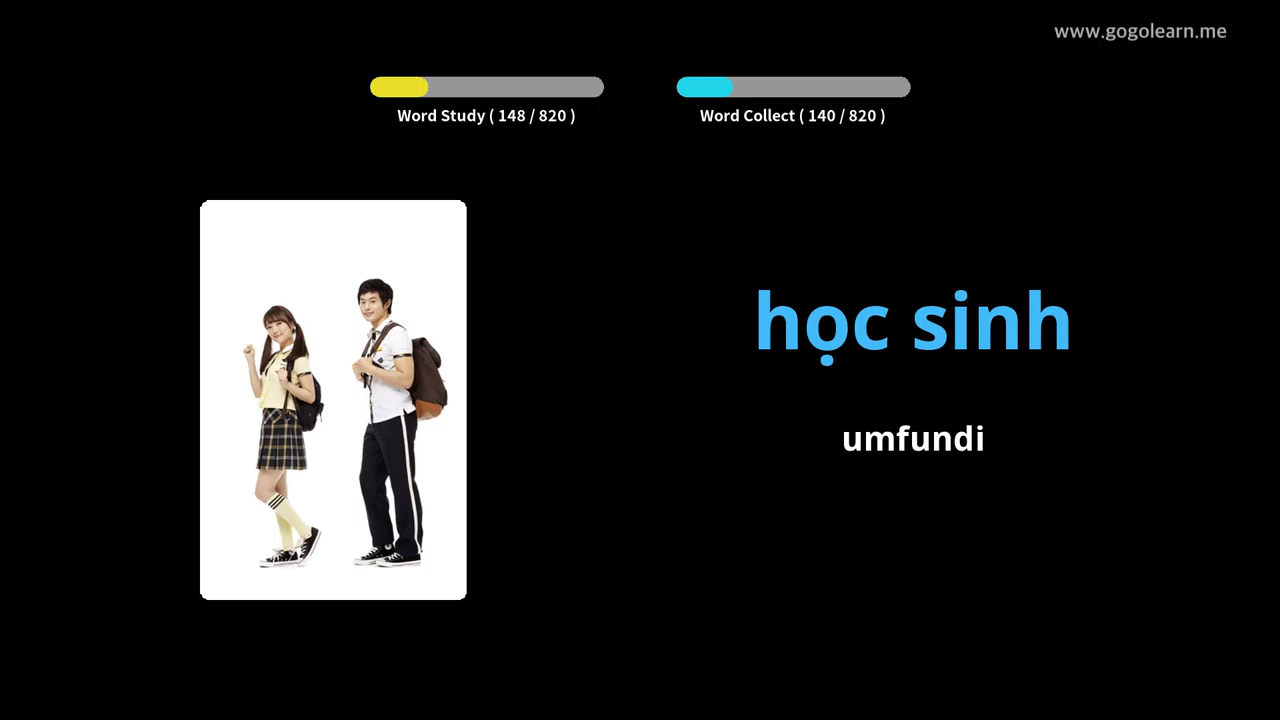 www.gogolearn.me
Word Study ( 148 / 820 )
Word Collect ( 140 / 820 )
học sinh
umfundi